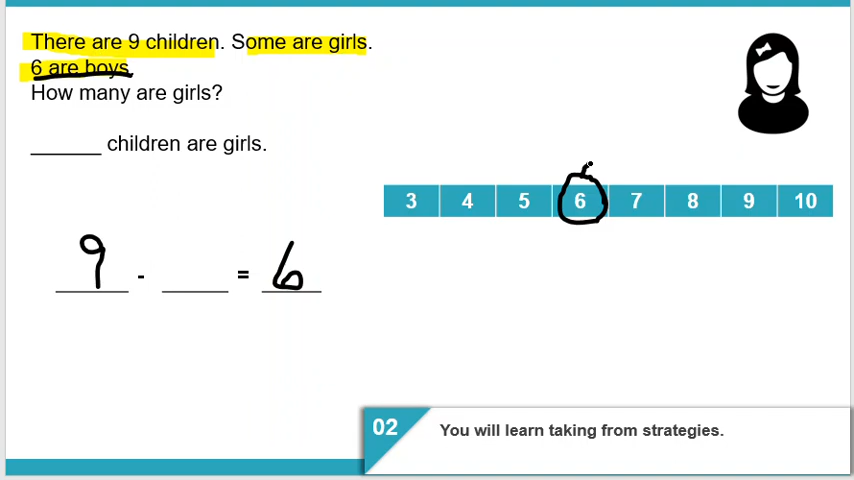 There are 9 children. Some are girls.
6 are boys.
How many are girls?
______ children are girls.
3 4 5 6 7 8 9 10
9 - ____ = 6
02 You will learn taking from strategies.